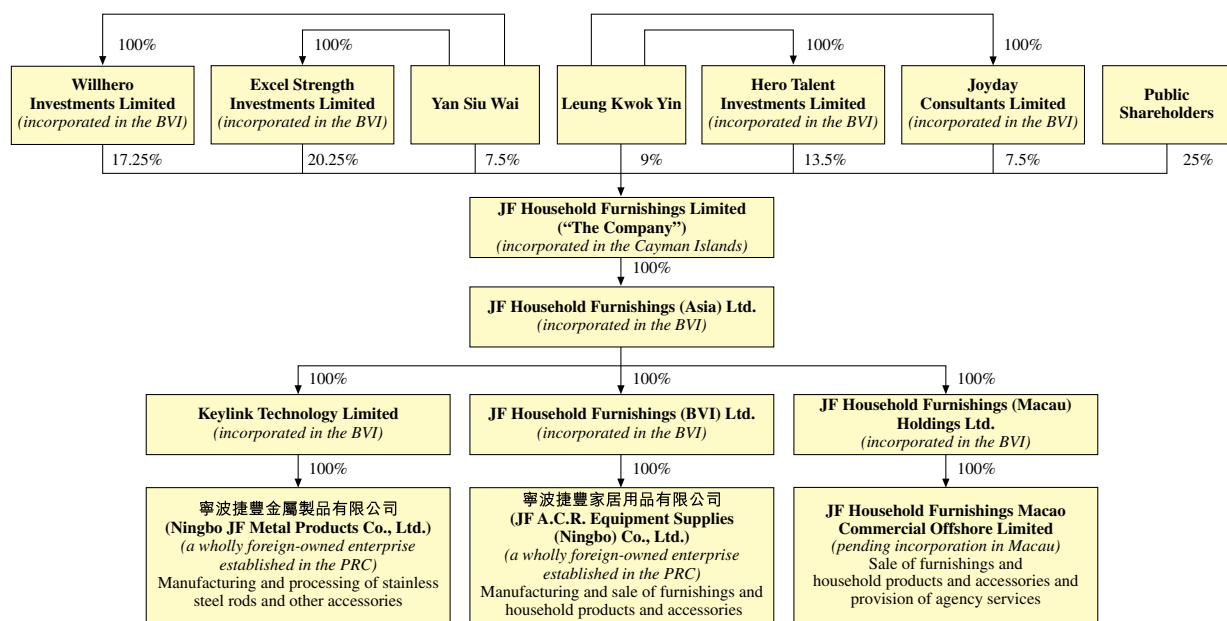 100%
100%
100%
100%
Willhero
Investments Limited
(incorporated in the BVI)
Excel Strength
Investments Limited
(incorporated in the BVI)
Yan Siu Wai
Leung Kwok Yin
Hero Talent
Investments Limited
(incorporated in the BVI)
Joyday
Consultants Limited
(incorporated in the BVI)
Public
Shareholders
17.25%
20.25%
7.5%
9%
13.5%
7.5%
25%
JF Household Furnishings Limited
(“The Company”)
(incorporated in the Cayman Islands)
100%
JF Household Furnishings (Asia) Ltd.
(incorporated in the BVI)
100%
100%
100%
Keylink Technology Limited
(incorporated in the BVI)
JF Household Furnishings (BVI) Ltd.
(incorporated in the BVI)
JF Household Furnishings (Macau)
Holdings Ltd.
(incorporated in the BVI)
100%
100%
100%
寧波捷豐金屬製品有限公司
(Ningbo JF Metal Products Co., Ltd.)
(a wholly foreign-owned enterprise
established in the PRC)
Manufacturing and processing of stainless
steel rods and other accessories
寧波捷豐家居用品有限公司
(JF A.C.R. Equipment Supplies
(Ningbo) Co., Ltd.)
(a wholly foreign-owned enterprise
established in the PRC)
Manufacturing and sale of furnishings and
household products and accessories
JF Household Furnishings Macao
Commercial Offshore Limited
(pending incorporation in Macau)
Sale of furnishings and
household products and accessories and
provision of agency services